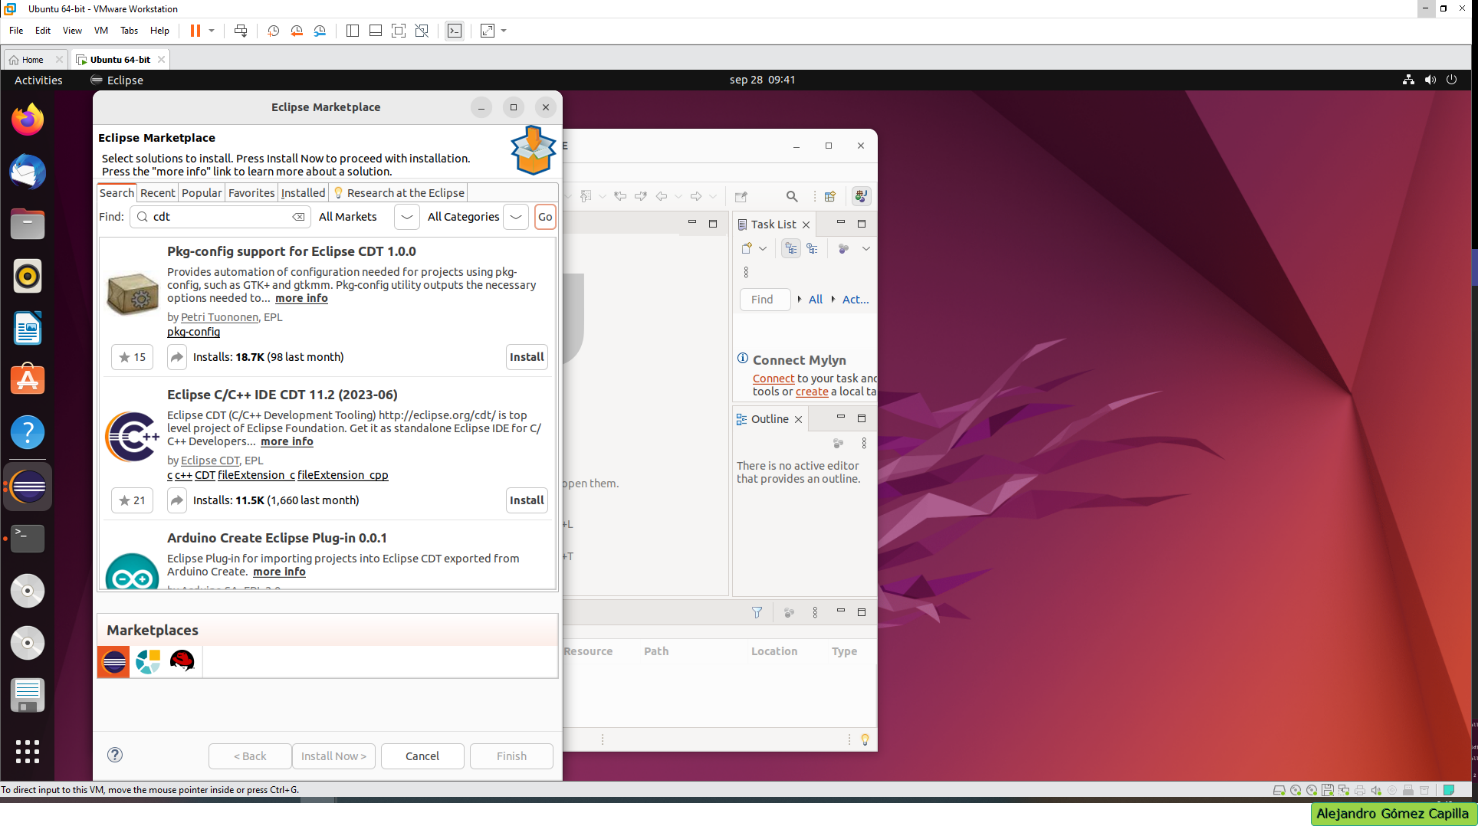 Ubuntu 64-bit - VMware Workstation
File Edit View VM Tabs Help
Home Ubuntu 64-bit
Activities Eclipse sep 28 09:41
Eclipse Marketplace
Eclipse Marketplace
Select solutions to install. Press Install Now to proceed with installation.
Press the "more info" link to learn more about a solution.
Search Recent Popular Favorites Installed Research at the Eclipse
Find: cdt All Markets All Categories Go
Pkg-config support for Eclipse CDT 1.0.0
Provides automation of configuration needed for projects using pkg-
config, such as GTK+ and gtkmm. Pkg-config utility outputs the necessary
options needed to... more info
by Petri Tuononen, EPL
pkg-config
15 Installs: 18.7K (98 last month) Install
Eclipse C/C++ IDE CDT 11.2 (2023-06)
Eclipse CDT (C/C++ Development Tooling) http://eclipse.org/cdt/ is top
level project of Eclipse Foundation. Get it as standalone Eclipse IDE for C/
C++ Developers... more info
by Eclipse CDT, EPL
c c++ CDT fileExtension_c fileExtension_cpp
21 Installs: 11.5K (1,660 last month) Install
Arduino Create Eclipse Plug-in 0.0.1
Eclipse Plug-in for importing projects into Eclipse CDT exported from
Arduino Create. more info
Marketplaces
< Back Install Now > Cancel Finish
E
Task List
Find All Act...
Connect Mylyn
Connect to your task and
tools or create a local ta
Outline
There is no active editor
that provides an outline.
open them.
+L
+T
Resource Path Location Type
To direct input to this VM, move the mouse pointer inside or press Ctrl+G.
Alejandro Gómez Capilla